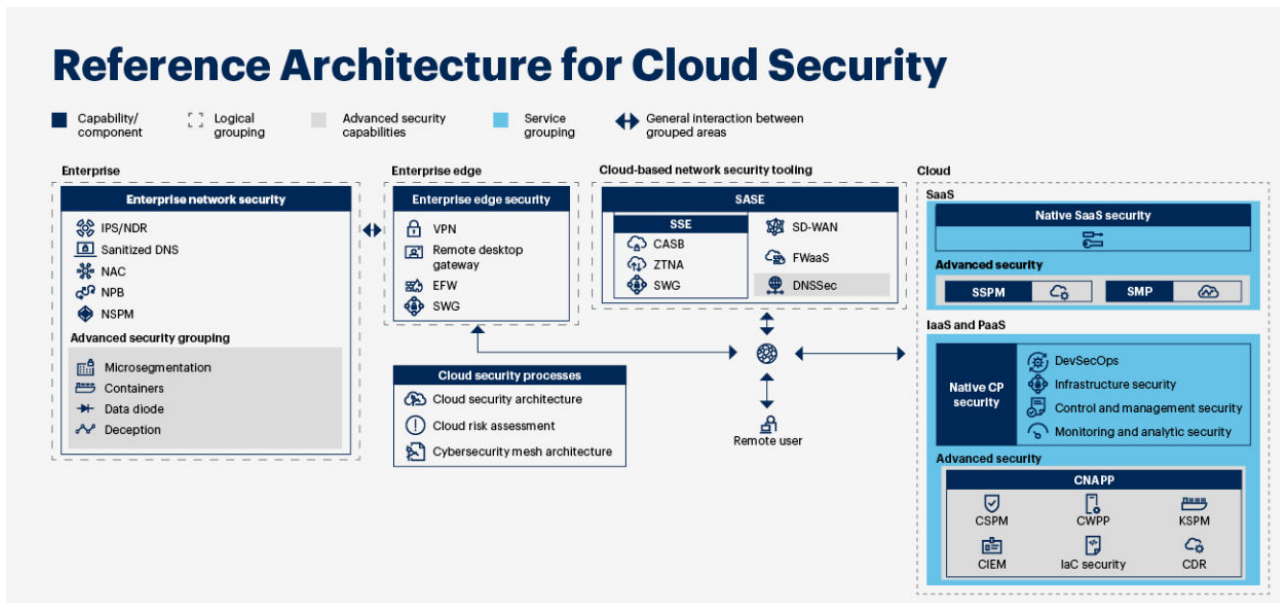 Reference Architecture for Cloud Security
Capability/
component
Logical
grouping
Advanced security
capabilities
Service
grouping
General interaction between
grouped areas
Enterprise
Enterprise network security
IPS/NDR
Sanitized DNS
NAC
NPB
NSPM
Advanced security grouping
Microsegmentation
Containers
Data diode
Deception
Enterprise edge
Enterprise edge security
VPN
Remote desktop
gateway
EFW
SWG
Cloud security processes
Cloud security architecture
Cloud risk assessment
Cybersecurity mesh architecture
Cloud-based network security tooling
SASE
SSE
CASB
ZTNA
SWG
SD-WAN
FWaaS
DNSSec
Remote user
Cloud
SaaS
Native SaaS security
Advanced security
SSPM
SMP
IaaS and PaaS
Native CP
security
DevSecOps
Infrastructure security
Control and management security
Monitoring and analytic security
Advanced security
CNAPP
CSPM
CWPP
KSPM
CIEM
IaC security
CDR